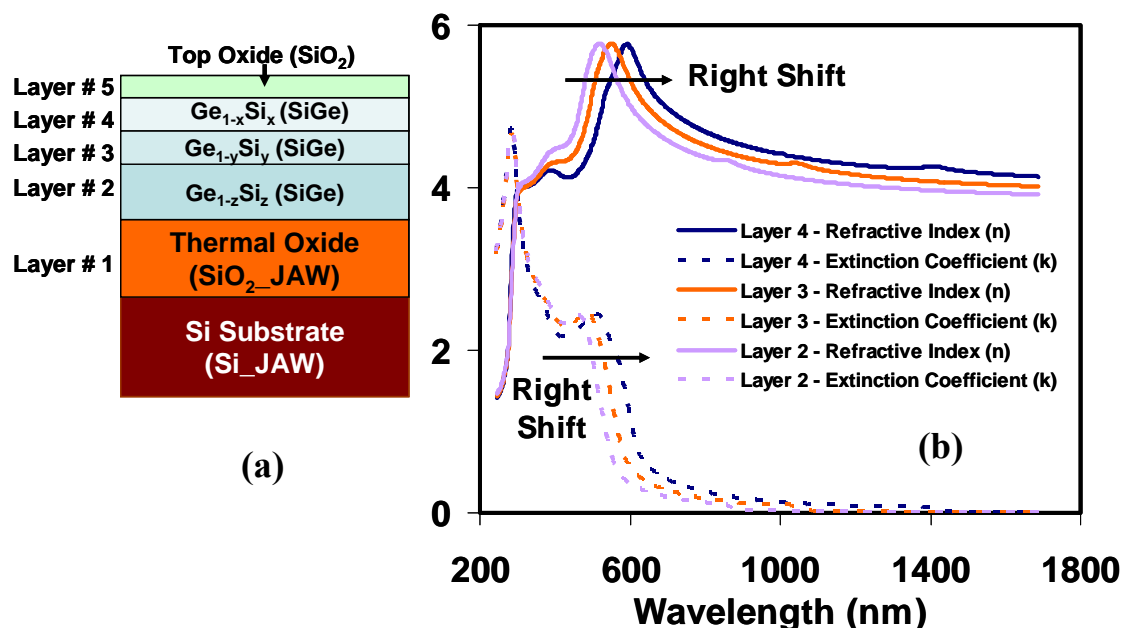 Top Oxide (SiO₂)
Layer # 5
Layer # 4
Ge₁₋ₓSiₓ (SiGe)
Layer # 3
Ge₁₋ᵧSiᵧ (SiGe)
Layer # 2
Ge₁₋zSiz (SiGe)
Layer # 1
Thermal Oxide
(SiO₂_JAW)
Si Substrate
(Si_JAW)
(a)
6
4
2
0
Right Shift
Layer 4 - Refractive Index (n)
Layer 4 - Extinction Coefficient (k)
Layer 3 - Refractive Index (n)
Layer 3 - Extinction Coefficient (k)
Layer 2 - Refractive Index (n)
Layer 2 - Extinction Coefficient (k)
Right
Shift
(b)
200 600 1000 1400 1800
Wavelength (nm)